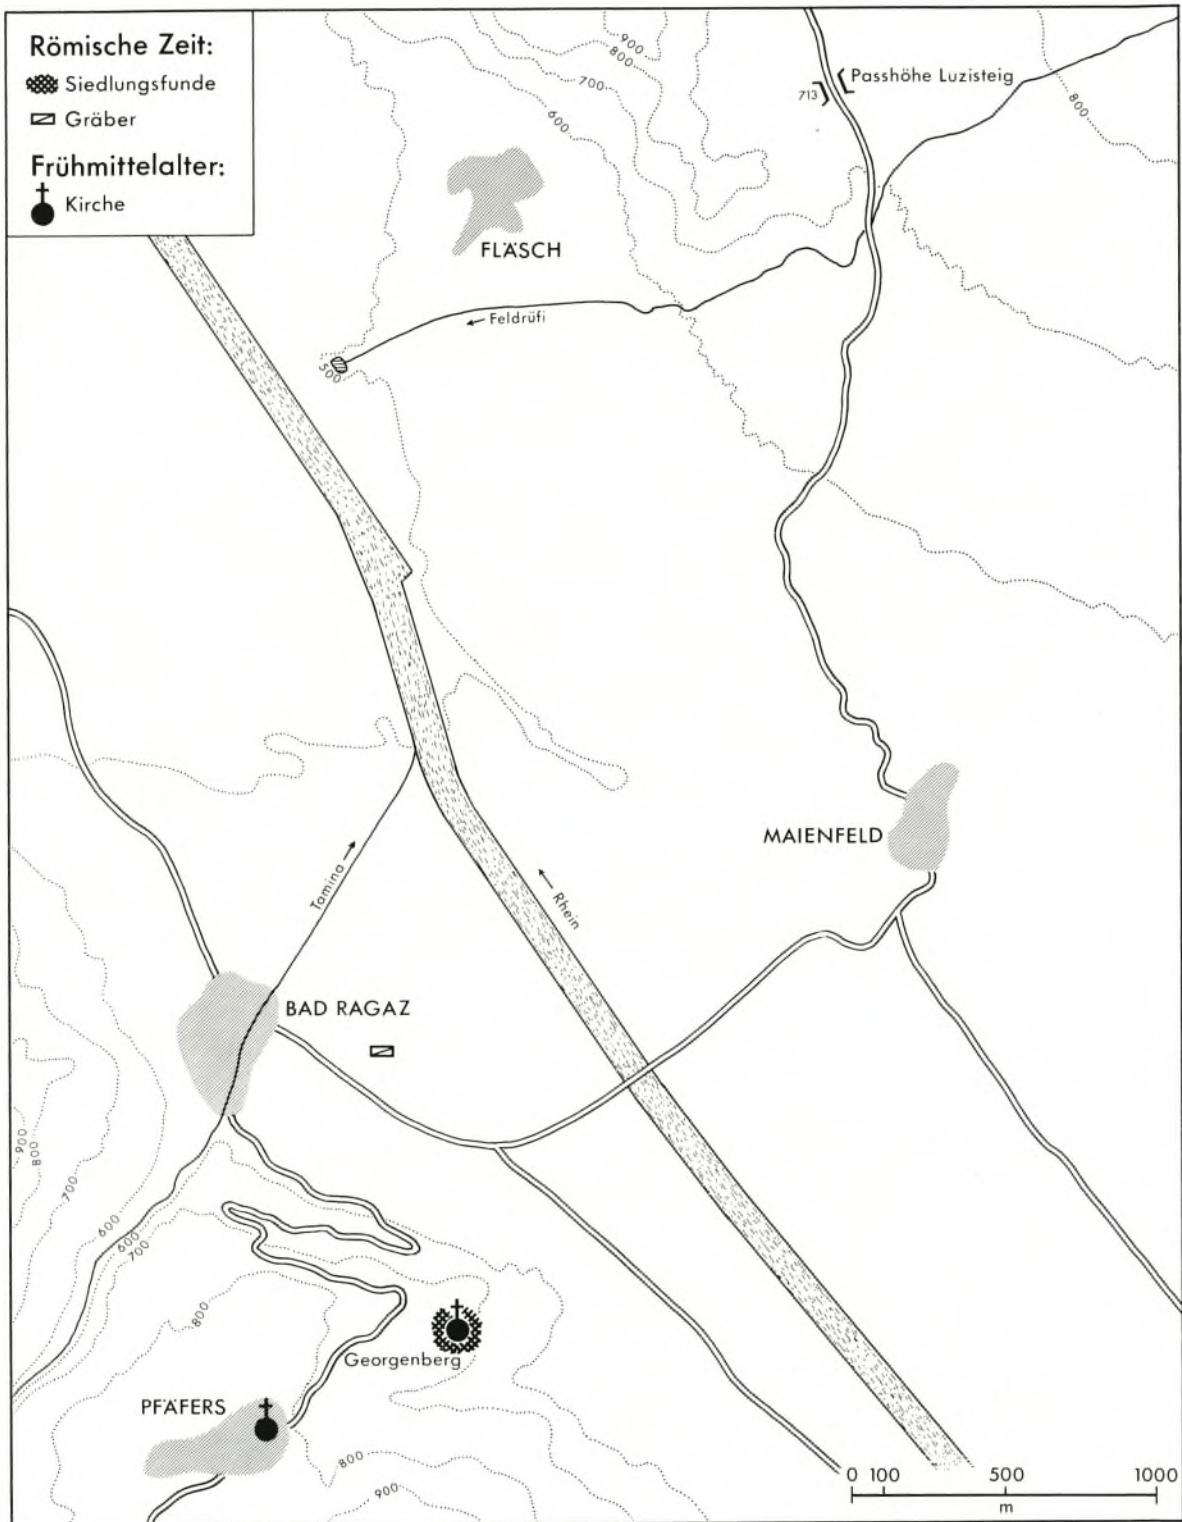 Römische Zeit:
Siedlungsfunde
Gräber
Frühmittelalter:
Kirche
900
800
700
600
713
Passhöhe Luzisteig
800
FLÄSCH
Feldrüfi
500
MAIENFELD
Tamina
Rhein
BAD RAGAZ
900
800
700
600
600
700
800
Georgenberg
PFÄFERS
800
900
0 100 500 1000
m